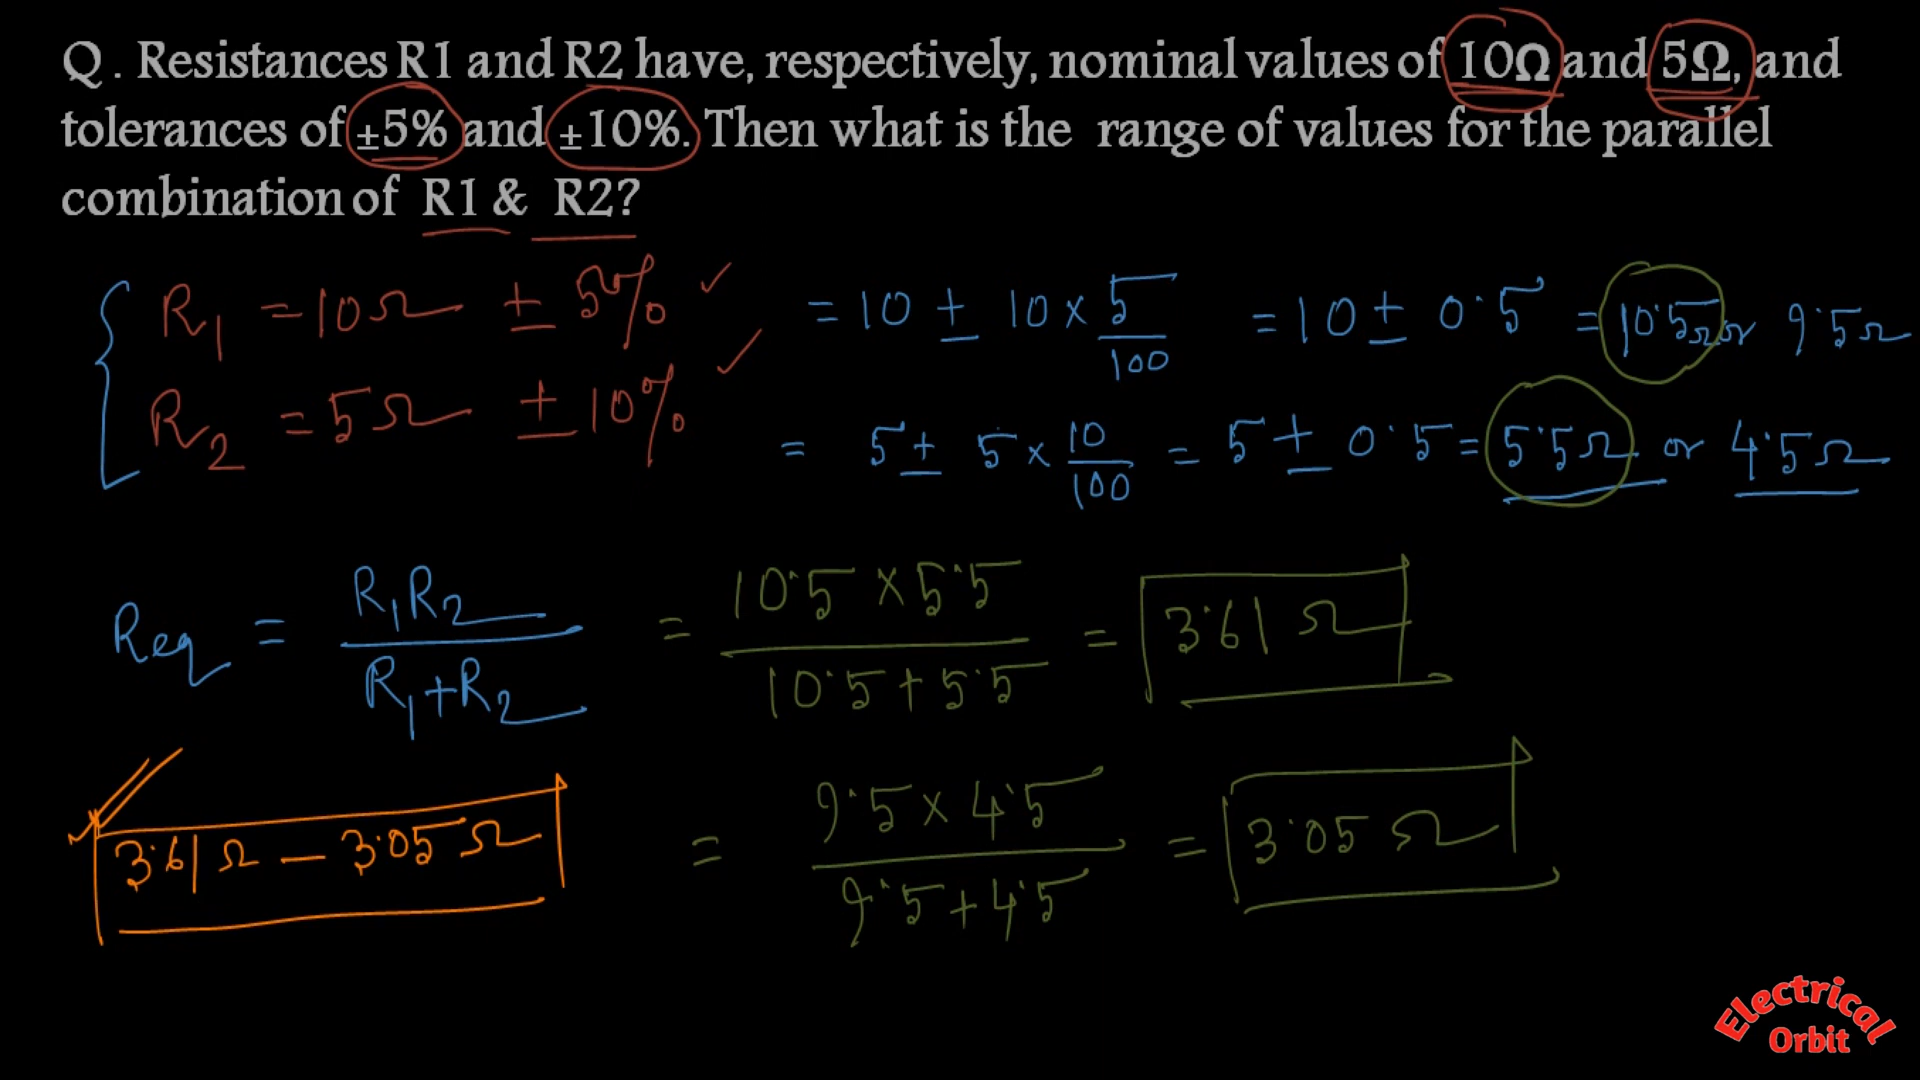 Q . Resistances R1 and R2 have, respectively, nominal values of 10Ω and 5Ω, and
tolerances of ±5% and ±10%. Then what is the range of values for the parallel
combination of R1 & R2?
R₁ = 10Ω ± 5% = 10 ± 10 × 5/100 = 10 ± 0.5 = 10.5Ω or 9.5Ω
R₂ = 5Ω ± 10% = 5 ± 5 × 10/100 = 5 ± 0.5 = 5.5Ω or 4.5Ω
Req = R₁R₂/R₁+R₂ = 10.5 × 5.5/10.5 + 5.5 = 3.61 Ω
3.61 Ω — 3.05 Ω
= 9.5 × 4.5/9.5 + 4.5 = 3.05 Ω
Electrical
Orbit